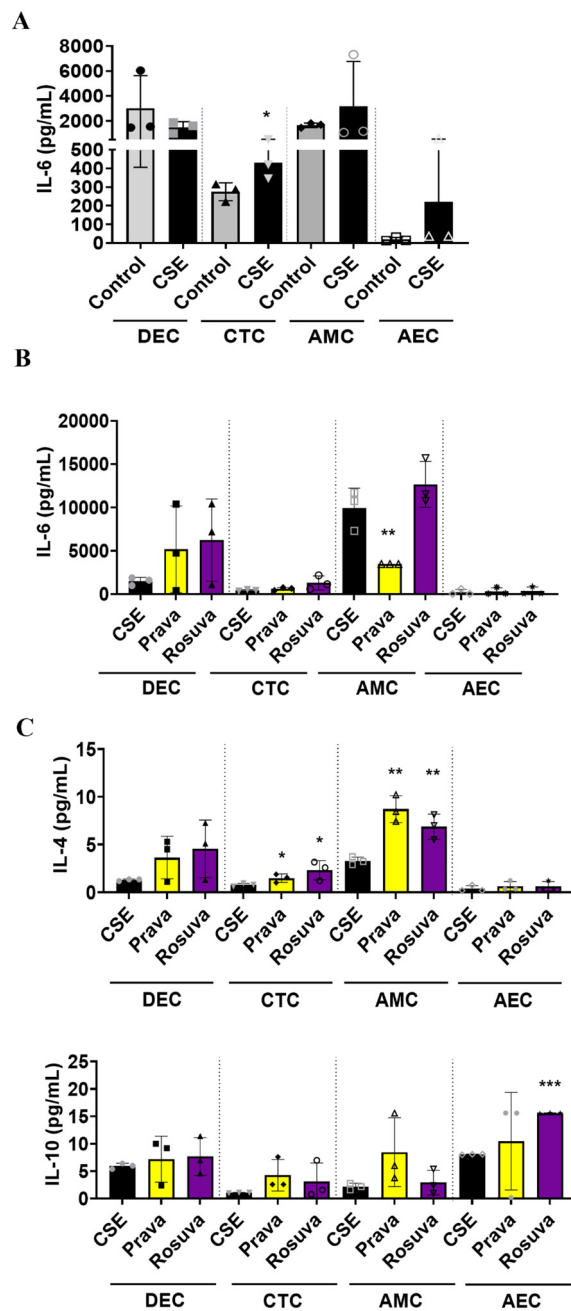 A
IL-6 (pg/mL)
8000
6000
4000
2000
500
400
300
200
100
0
*
Control CSE Control CSE Control CSE Control CSE
DEC CTC AMC AEC
B
IL-6 (pg/mL)
20000
15000
10000
5000
0
**
CSE Prava Rosuva CSE Prava Rosuva CSE Prava Rosuva CSE Prava Rosuva
DEC CTC AMC AEC
C
IL-4 (pg/mL)
15
10
5
0
* * ** **
CSE Prava Rosuva CSE Prava Rosuva CSE Prava Rosuva CSE Prava Rosuva
DEC CTC AMC AEC
IL-10 (pg/mL)
25
20
15
10
5
0
***
CSE Prava Rosuva CSE Prava Rosuva CSE Prava Rosuva CSE Prava Rosuva
DEC CTC AMC AEC